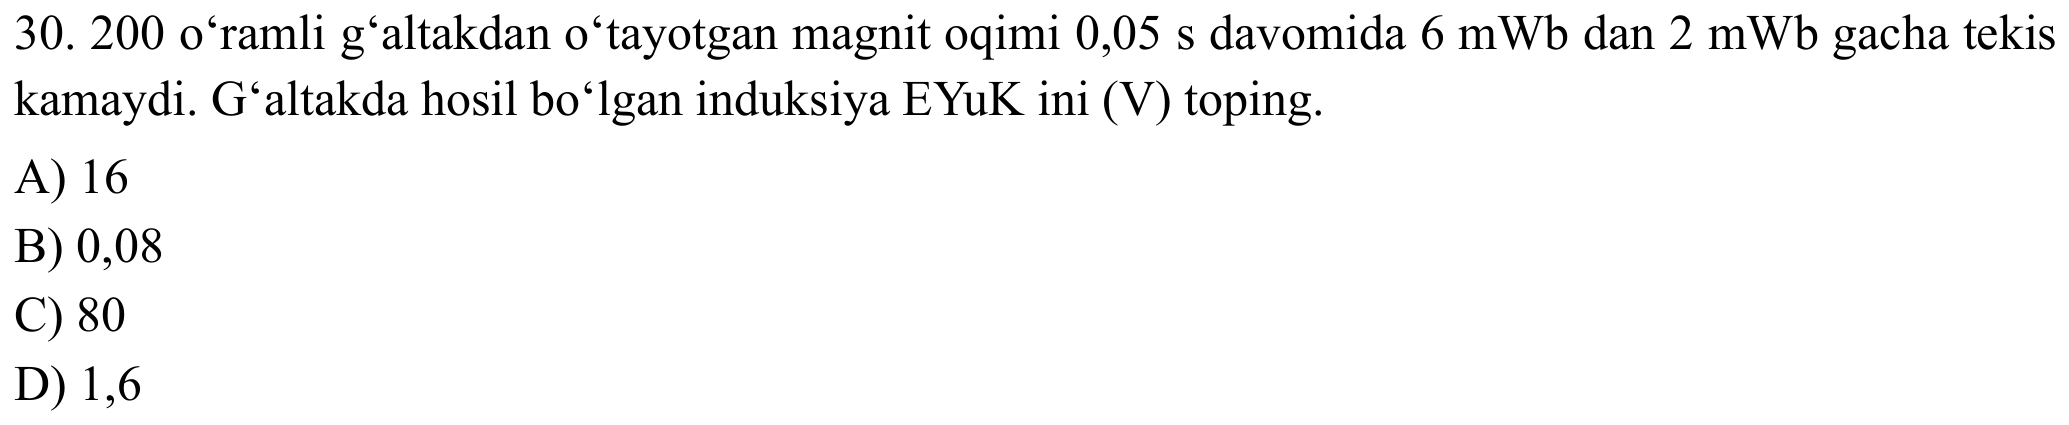 30. 200 o‘ramli g‘altakdan o‘tayotgan magnit oqimi 0,05 s davomida 6 mWb dan 2 mWb gacha tekis
kamaydi. G‘altakda hosil bo‘lgan induksiya EYuK ini (V) toping.
A) 16
B) 0,08
C) 80
D) 1,6